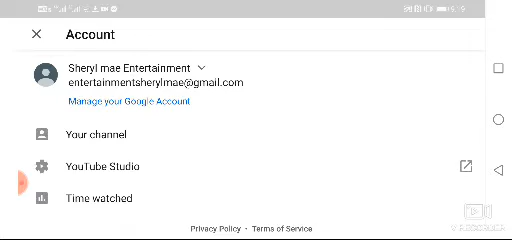 Account
Sheryl mae Entertainment
entertainmentsherylmae@gmail.com
Manage your Google Account
Your channel
YouTube Studio
Time watched
Privacy Policy • Terms of Service